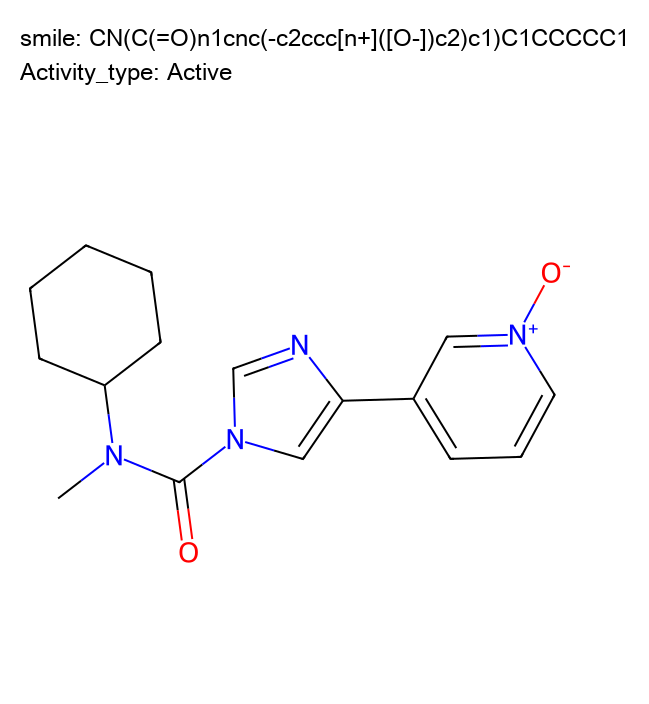 smile: CN(C(=O)n1cnc(-c2ccc[n+]([O-])c2)c1)C1CCCCC1
Activity_type: Active
O-
N
N+
N
N
O